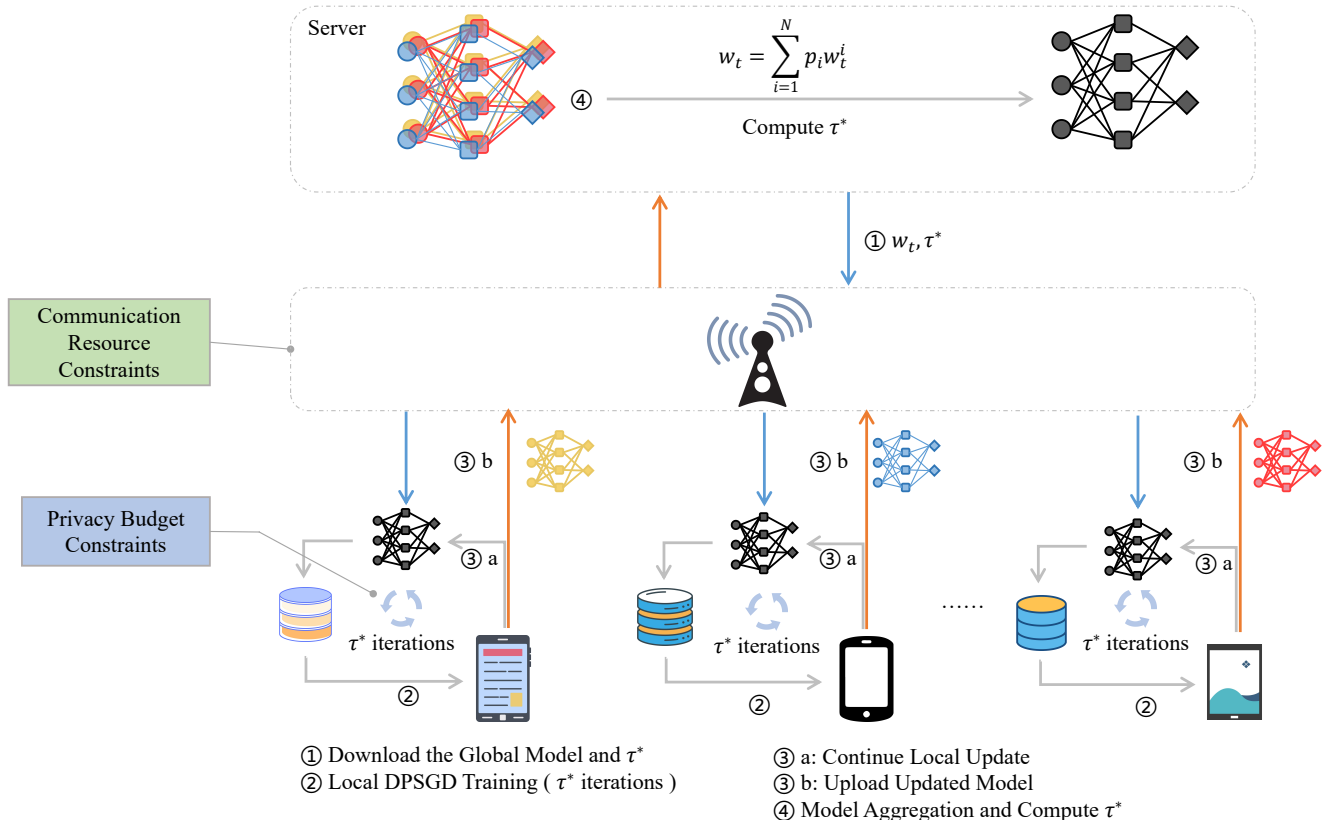 Server
④
w_t = \sum_{i=1}^{N} p_i w_t^i
Compute τ*
① w_t, τ*
Communication
Resource
Constraints
③ b
③ b
③ b
Privacy Budget
Constraints
③ a
③ a
③ a
......
τ* iterations
τ* iterations
τ* iterations
②
②
②
① Download the Global Model and τ*
② Local DPSGD Training ( τ* iterations )
③ a: Continue Local Update
③ b: Upload Updated Model
④ Model Aggregation and Compute τ*